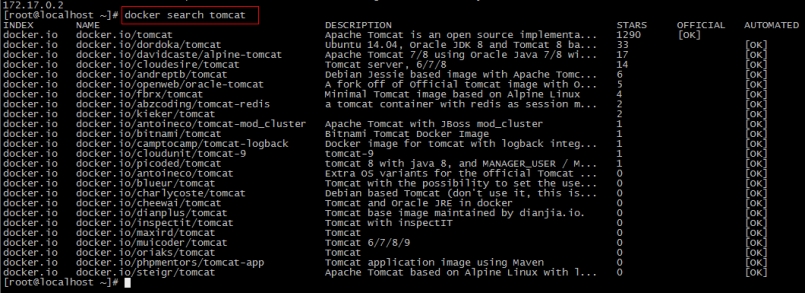 172.17.0.2
[root@localhost ~]# docker search tomcat
INDEX NAME DESCRIPTION STARS OFFICIAL AUTOMATED
docker.io docker.io/tomcat Apache Tomcat is an open source implementa... 1290 [OK]
docker.io docker.io/dordoka/tomcat Ubuntu 14.04, Oracle JDK 8 and Tomcat 8 ba... 33 [OK]
docker.io docker.io/davidcaste/alpine-tomcat Apache Tomcat 7/8 using Oracle Java 7/8 wi... 17 [OK]
docker.io docker.io/cloudesire/tomcat Tomcat server, 6/7/8 14 [OK]
docker.io docker.io/andreptb/tomcat Debian Jessie based image with Apache Tomc... 6 [OK]
docker.io docker.io/openweb/oracle-tomcat A fork off of Official tomcat image with O... 5 [OK]
docker.io docker.io/fbrx/tomcat Minimal Tomcat image based on Alpine Linux 4 [OK]
docker.io docker.io/abzcoding/tomcat-redis a tomcat container with redis as session m... 2 [OK]
docker.io docker.io/kieker/tomcat 2 [OK]
docker.io docker.io/antoineco/tomcat-mod_cluster Apache Tomcat with JBoss mod_cluster 1 [OK]
docker.io docker.io/bitnami/tomcat Bitnami Tomcat Docker Image 1 [OK]
docker.io docker.io/camptocamp/tomcat-logback Docker image for tomcat with logback integ... 1 [OK]
docker.io docker.io/cloudunit/tomcat-9 tomcat-9 1 [OK]
docker.io docker.io/picoded/tomcat tomcat 8 with java 8, and MANAGER_USER / M... 1 [OK]
docker.io docker.io/antoineco/tomcat Extra OS variants for the official Tomcat ... 0 [OK]
docker.io docker.io/blueur/tomcat Tomcat with the possibility to set the use... 0 [OK]
docker.io docker.io/charlycoste/tomcat Debian based Tomcat (don't use it, this is... 0 [OK]
docker.io docker.io/cheewai/tomcat Tomcat and Oracle JRE in docker 0 [OK]
docker.io docker.io/dianplus/tomcat Tomcat base image maintained by dianjia.io. 0 [OK]
docker.io docker.io/inspectit/tomcat Tomcat with inspectIT 0 [OK]
docker.io docker.io/maxird/tomcat Tomcat 0 [OK]
docker.io docker.io/muicoder/tomcat Tomcat 6/7/8/9 0 [OK]
docker.io docker.io/oriaks/tomcat Tomcat 0 [OK]
docker.io docker.io/phpmentors/tomcat-app Tomcat application image using Maven 0 [OK]
docker.io docker.io/steigr/tomcat Apache Tomcat based on Alpine Linux with l... 0 [OK]
[root@localhost ~]#